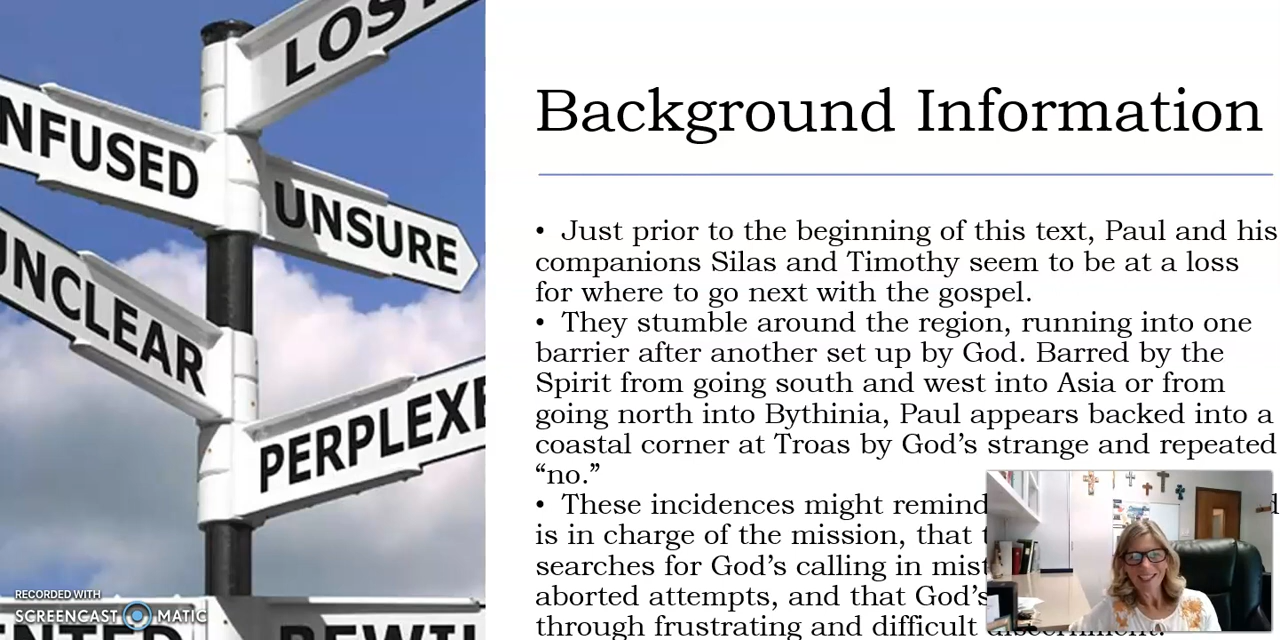 LOST
NFUSED
UNSURE
UNCLEAR
PERPLEXE
RECORDED WITH
SCREENCAST MATIC
Background Information
• Just prior to the beginning of this text, Paul and his
companions Silas and Timothy seem to be at a loss
for where to go next with the gospel.
• They stumble around the region, running into one
barrier after another set up by God. Barred by the
Spirit from going south and west into Asia or from
going north into Bythinia, Paul appears backed into a
coastal corner at Troas by God’s strange and repeated
“no.”
• These incidences might remind
is in charge of the mission, that
searches for God’s calling in
aborted attempts, and that God’s
through frustrating and difficult